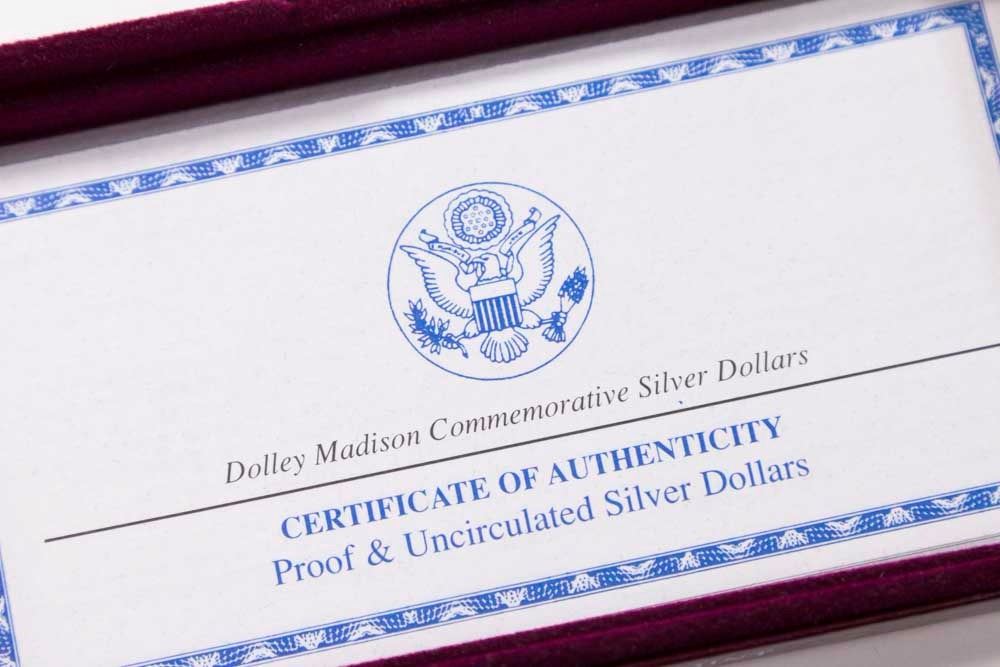 Dolley Madison Commemorative Silver Dollars
CERTIFICATE OF AUTHENTICITY
Proof & Uncirculated Silver Dollars